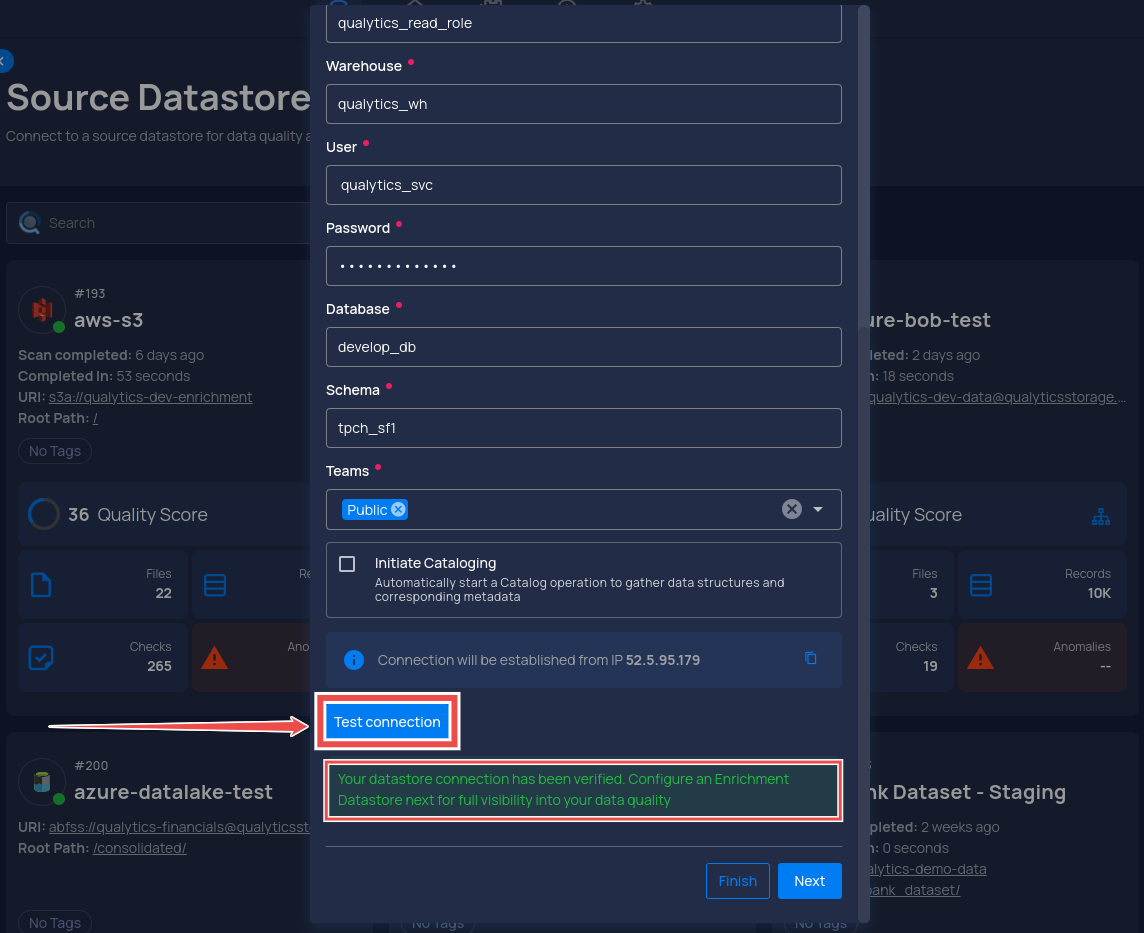 qualytics_read_role
Warehouse
qualytics_wh
User
qualytics_svc
Password
Database
develop_db
Schema
tpch_sf1
Teams
Public
Initiate Cataloging
Automatically start a Catalog operation to gather data structures and
corresponding metadata
Connection will be established from IP 52.5.95.179
Test connection
Your datastore connection has been verified. Configure an Enrichment
Datastore next for full visibility into your data quality
Finish
Next
Source Datastore
Connect to a source datastore for data quality
Search
#193
aws-s3
Scan completed: 6 days ago
Completed In: 53 seconds
URI: s3a://qualytics-dev-enrichment
Root Path: /
No Tags
36 Quality Score
Files
22
Checks
265
#200
azure-datalake-test
URI: abfss://qualytics-financials@qualyticsst
Root Path: /consolidated/
No Tags
No Tags
ure-bob-test
leted: 2 days ago
n: 18 seconds
qualytics-dev-data@qualyticsstorage,...
uality Score
Files
3
Records
10K
Checks
19
Anomalies
--
nk Dataset - Staging
pleted: 2 weeks ago
n: 0 seconds
alytics-demo-data
bank_dataset/
No Tags